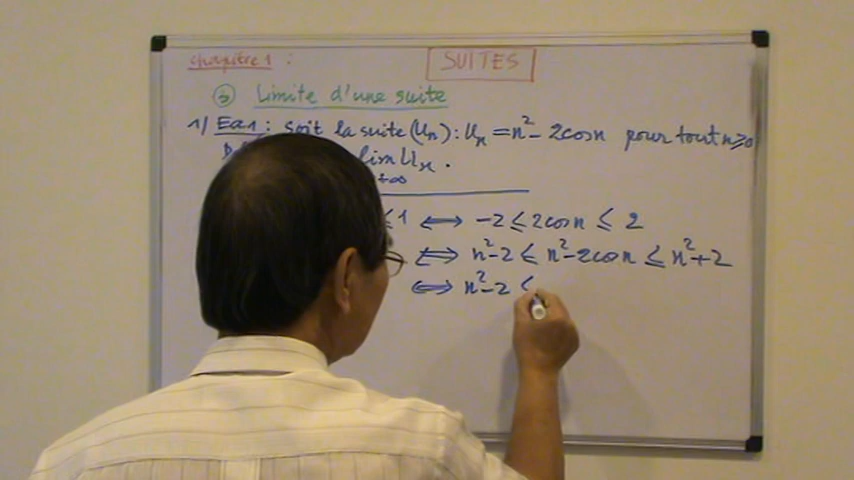 chapitre 1 :
SUITES
③ Limite d'une suite
1/ Ex1 : soit la suite (Un) : Un = n² - 2cosn pour tout n ≥ 0
lim Un .
+∞
≤ 1 ⟺ -2 ≤ 2cosn ≤ 2
⟺ n²-2 ≤ n²-2cosn ≤ n²+2
⟺ n²-2 ≤